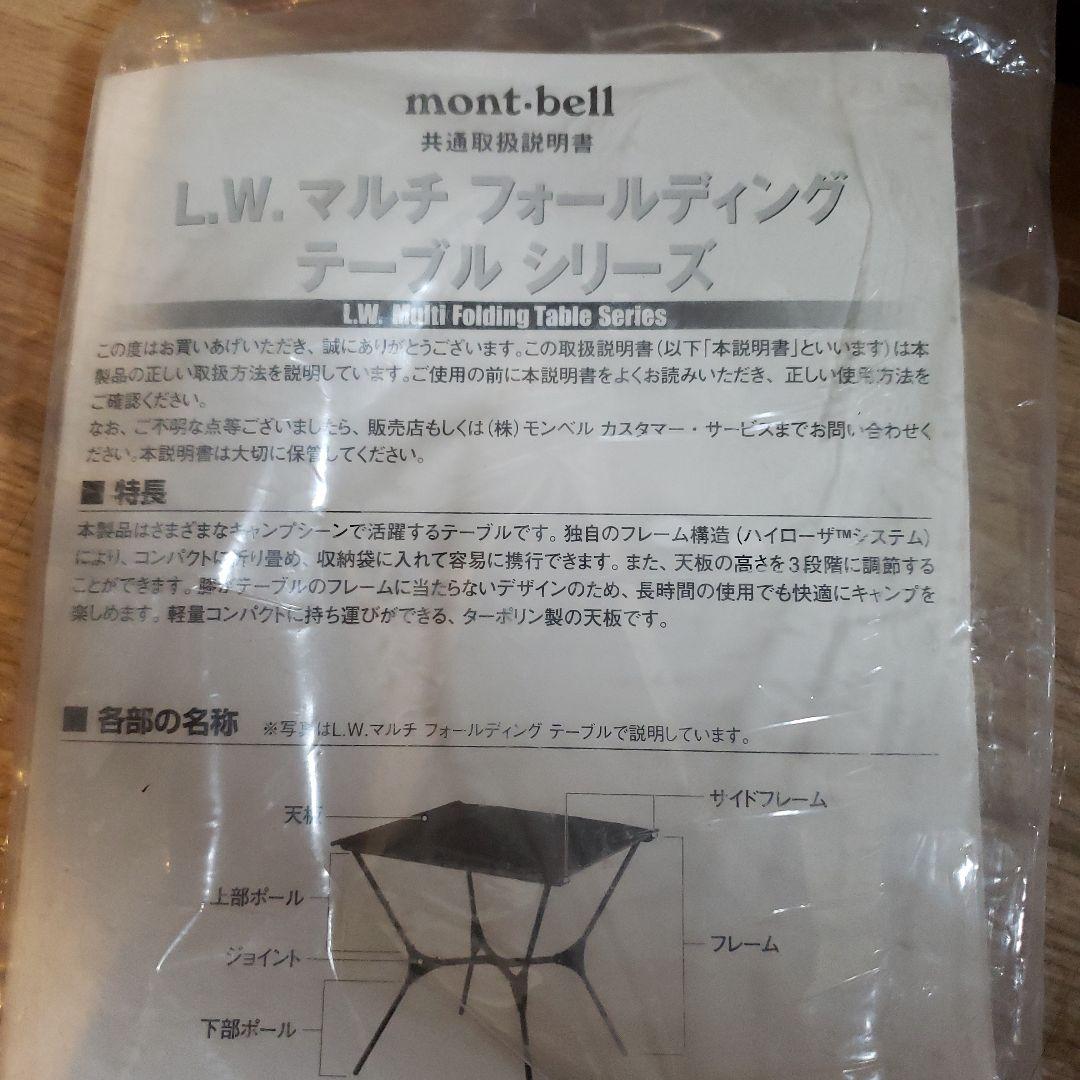 mont·bell
共通取扱説明書
L.W. マルチ フォールディング
テーブル シリーズ
L.W. Multi Folding Table Series
この度はお買いあげいただき、誠にありがとうございます。この取扱説明書(以下「本説明書」といいます)は本
製品の正しい取扱方法を説明しています。ご使用の前に本説明書をよくお読みいただき、正しい使用方法を
ご確認ください。
なお、ご不明な点等ございましたら、販売店もしくは(株)モンベル カスタマー・サービスまでお問い合わせく
ださい。本説明書は大切に保管してください。
■ 特長
本製品はさまざまなキャンプシーンで活躍するテーブルです。独自のフレーム構造(ハイローザ™システム)
により、コンパクトに折り畳め、収納袋に入れて容易に携行できます。また、天板の高さを3段階に調節する
ことができます。膝がテーブルのフレームに当たらないデザインのため、長時間の使用でも快適にキャンプを
楽しめます。軽量コンパクトに持ち運びができる、ターポリン製の天板です。
■ 各部の名称 ※写真はL.W.マルチ フォールディング テーブルで説明しています。
サイドフレーム
天板
上部ポール
フレーム
ジョイント
下部ポール